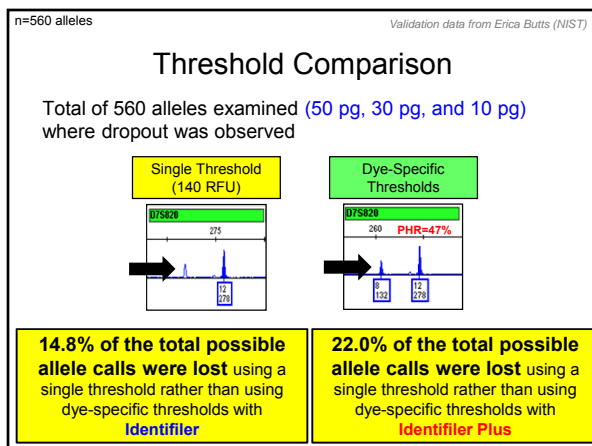 n=560 alleles
Validation data from Erica Butts (NIST)
Threshold Comparison
Total of 560 alleles examined (50 pg, 30 pg, and 10 pg)
where dropout was observed
Single Threshold
(140 RFU)
D7S820
275
12
278
Dye-Specific
Thresholds
D7S820
260
PHR=47%
8
132
12
278
14.8% of the total possible
allele calls were lost using a
single threshold rather than using
dye-specific thresholds with
Identifiler
22.0% of the total possible
allele calls were lost using a
single threshold rather than using
dye-specific thresholds with
Identifiler Plus